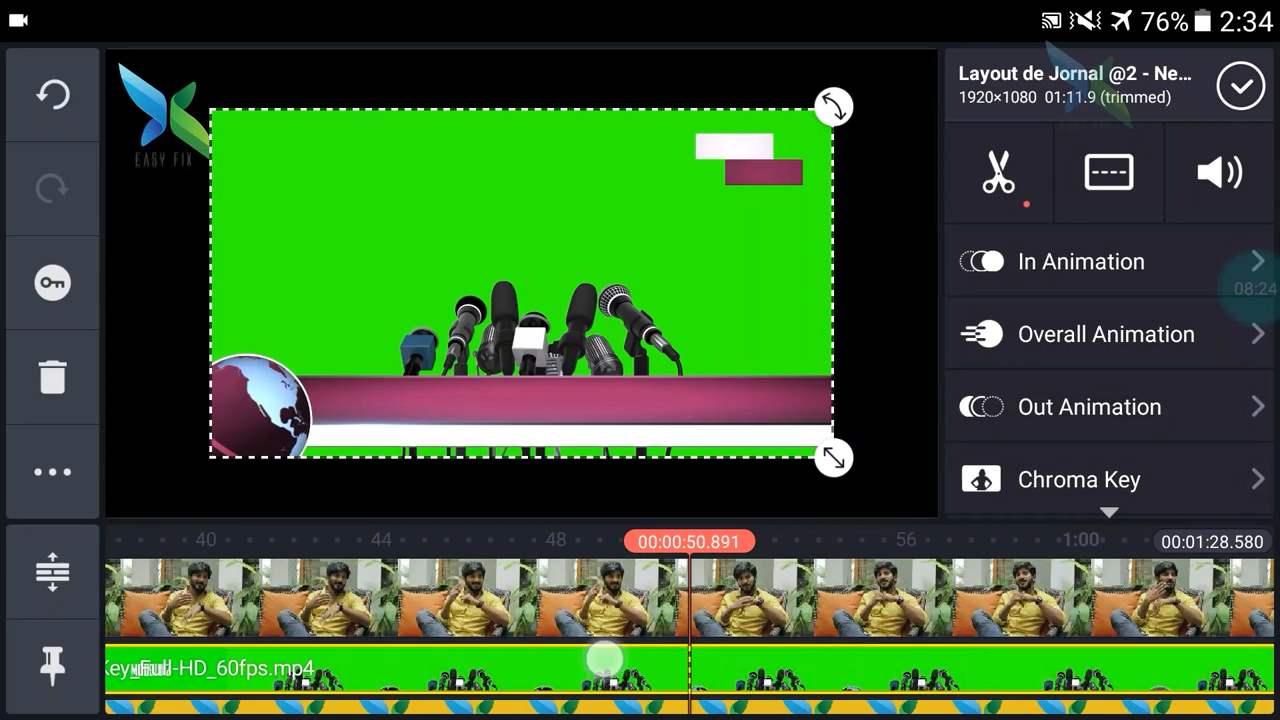 76% 2:34
EASY FIX
Layout de Jornal @2 - Ne...
1920×1080 01:11.9 (trimmed)
In Animation
08:24
Overall Animation
Out Animation
Chroma Key
40 44 48 00:00:50.891 56 1:00 00:01:28.580
Key_Full-HD_60fps.mp4